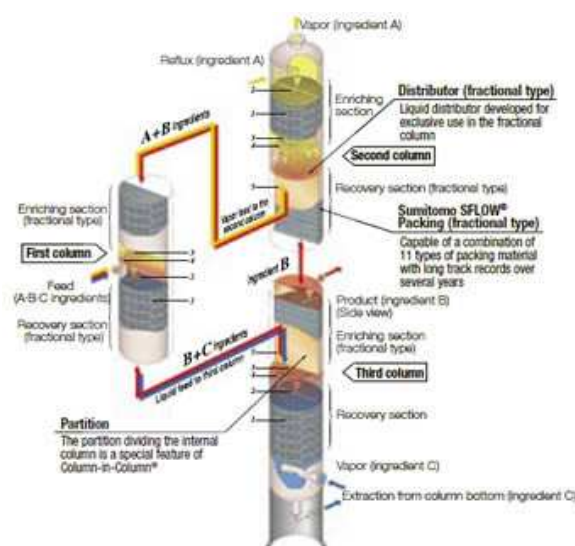 Vapor (ingredient A)
Reflux (ingredient A)
Enriching
section
Distributor (fractional type)
Liquid distributor developed for
exclusive use in the fractional
column
A+B ingredients
Second column
Vapor feed to the
second column
Recovery section (fractional type)
Sumitomo SFLOW®
Packing (fractional type)
Capable of a combination of
11 types of packing material
with long track records over
several years
Enriching section
(fractional type)
First column
Feed
(A·B·C ingredients)
Recovery section
(fractional type)
Ingredient B
Product (ingredient B)
(Side view)
Enriching section
(fractional type)
B+C ingredients
Liquid feed to third column
Third column
Partition
The partition dividing the internal
column is a special feature of
Column-in-Column®
Recovery section
Vapor (ingredient C)
Extraction from column bottom (ingredient C)